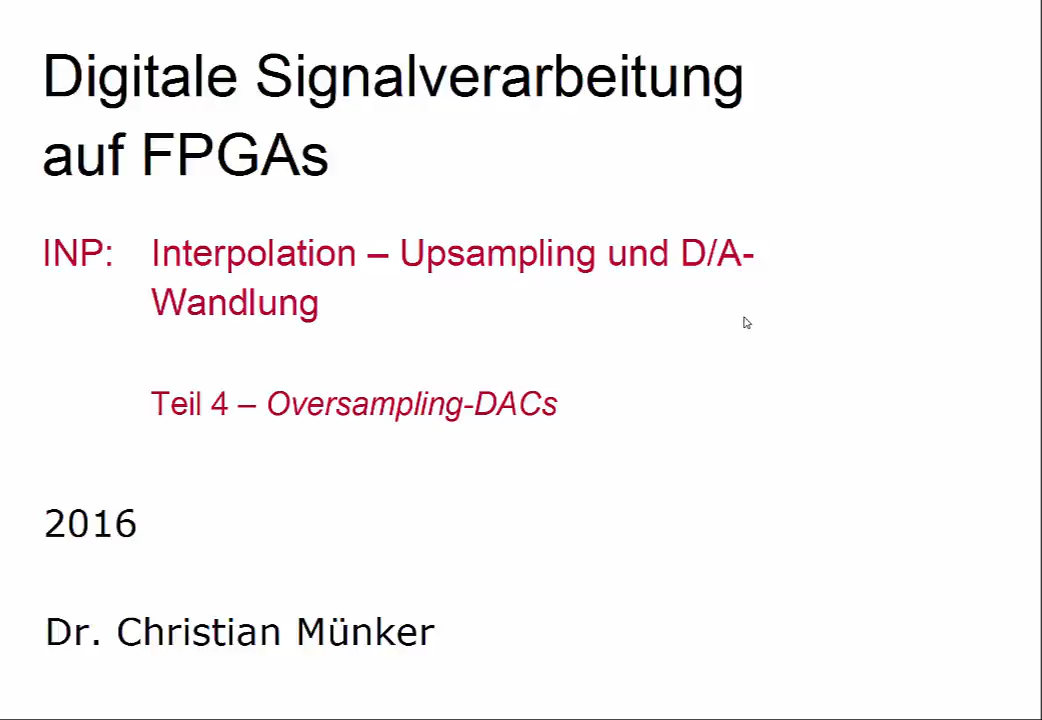 Digitale Signalverarbeitung
auf FPGAs
INP: Interpolation – Upsampling und D/A-
Wandlung
Teil 4 – Oversampling-DACs
2016
Dr. Christian Münker